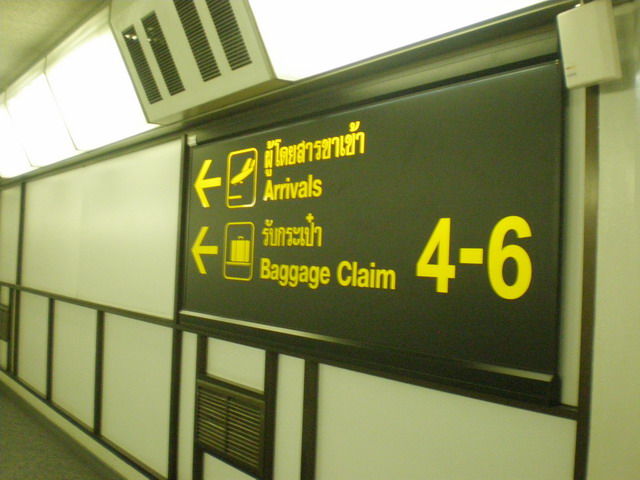 ผู้โดยสารขาเข้า
Arrivals
รับกระเป๋า
Baggage Claim 4-6